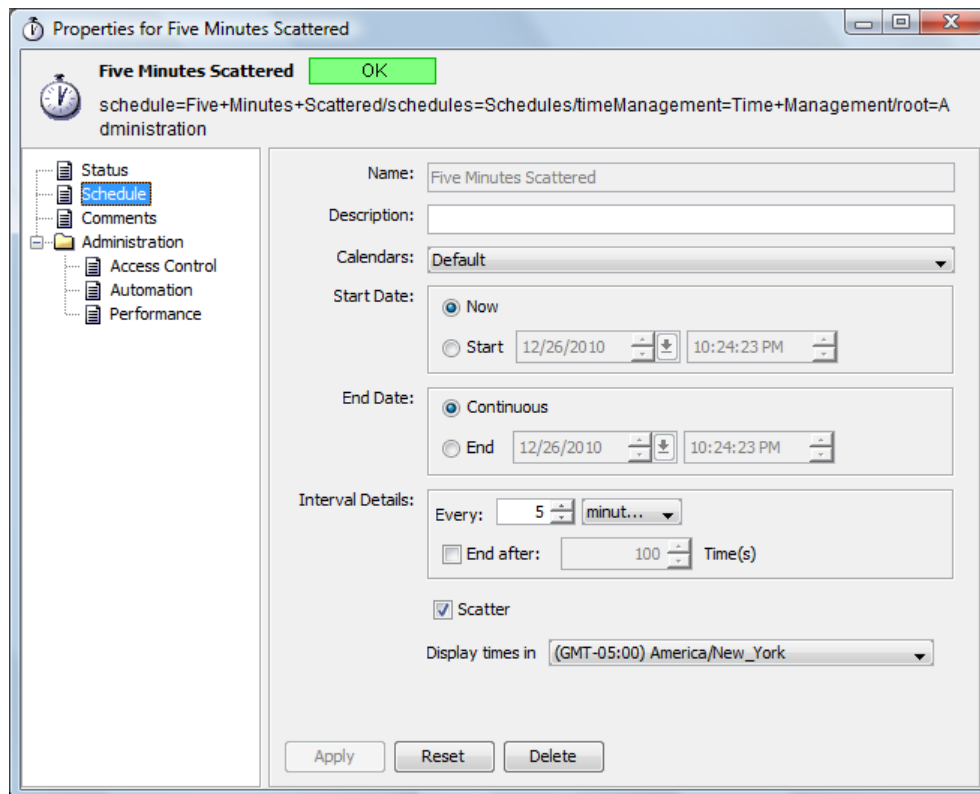 Properties for Five Minutes Scattered
Five Minutes Scattered OK
schedule=Five+Minutes+Scattered/schedules=Schedules/timeManagement=Time+Management/root=A
dministration
Status
Schedule
Comments
Administration
Access Control
Automation
Performance
Name: Five Minutes Scattered
Description:
Calendars: Default
Start Date:
Now
Start 12/26/2010 10:24:23 PM
End Date:
Continuous
End 12/26/2010 10:24:23 PM
Interval Details:
Every: 5 minut...
End after: 100 Time(s)
Scatter
Display times in (GMT-05:00) America/New_York
Apply Reset Delete